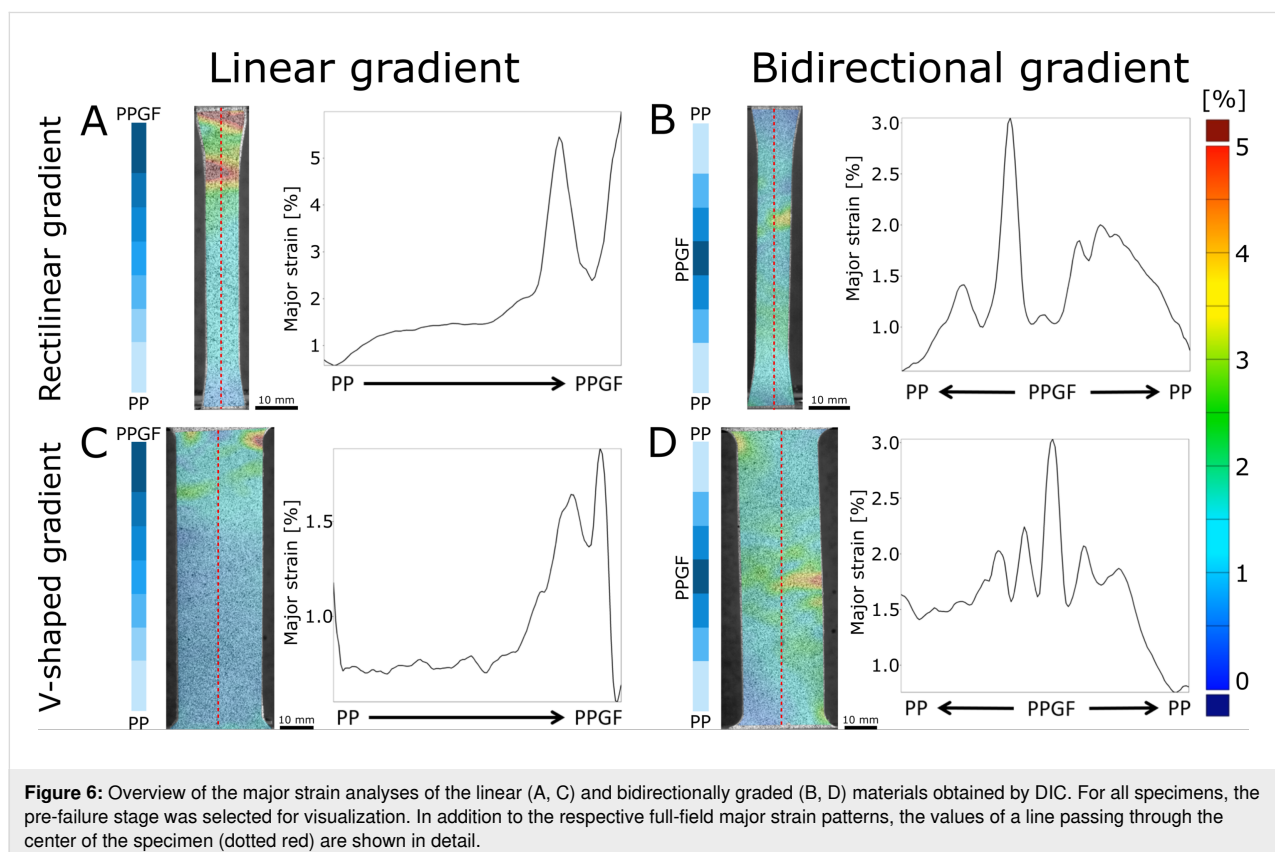 Linear gradient
Bidirectional gradient
Rectilinear gradient
V-shaped gradient
A
PPGF
PP
10 mm
Major strain [%]
5
4
3
2
1
PP
PPGF
B
PP
PPGF
PP
10 mm
Major strain [%]
3.0
2.5
2.0
1.5
1.0
PP
PPGF
PP
[%]
5
4
3
2
1
0
C
PPGF
PP
10 mm
Major strain [%]
1.5
1.0
PP
PPGF
D
PP
PPGF
PP
10 mm
Major strain [%]
3.0
2.5
2.0
1.5
1.0
PP
PPGF
PP
Figure 6: Overview of the major strain analyses of the linear (A, C) and bidirectionally graded (B, D) materials obtained by DIC. For all specimens, the
pre-failure stage was selected for visualization. In addition to the respective full-field major strain patterns, the values of a line passing through the
center of the specimen (dotted red) are shown in detail.